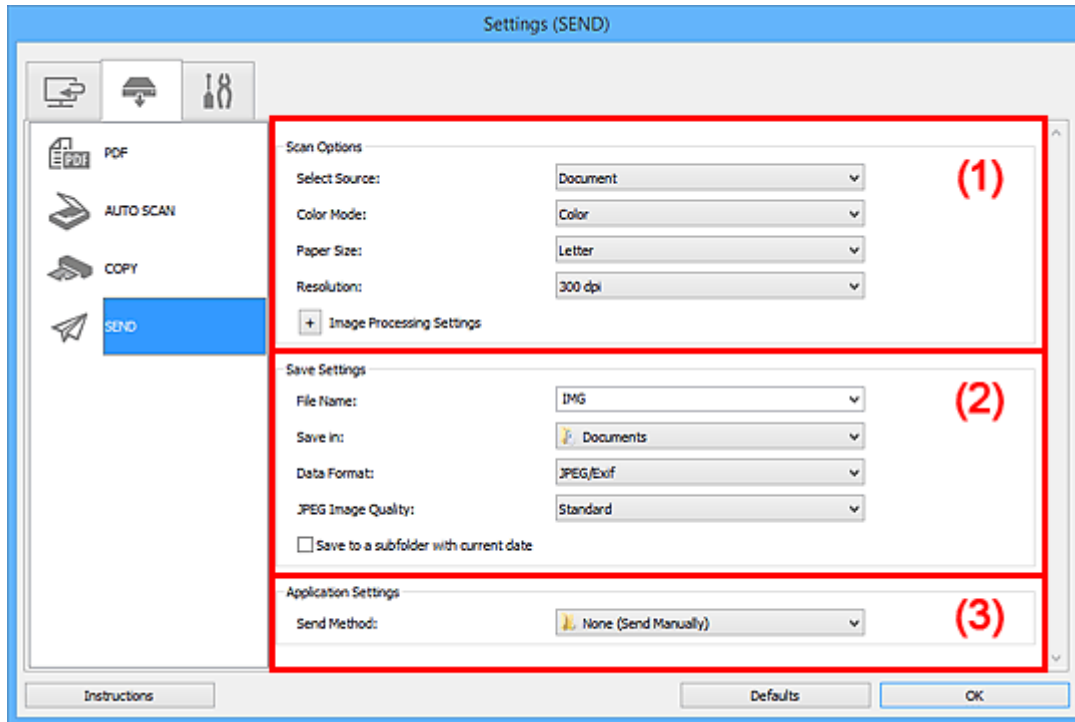 Settings (SEND)
PDF
PDF
AUTO SCAN
COPY
SEND
Scan Options
(1)
Select Source: Document
Color Mode: Color
Paper Size: Letter
Resolution: 300 dpi
+ Image Processing Settings
Save Settings
(2)
File Name: IMG
Save in: Documents
Data Format: JPEG/Exif
JPEG Image Quality: Standard
Save to a subfolder with current date
Application Settings
(3)
Send Method: None (Send Manually)
Instructions
Defaults
OK